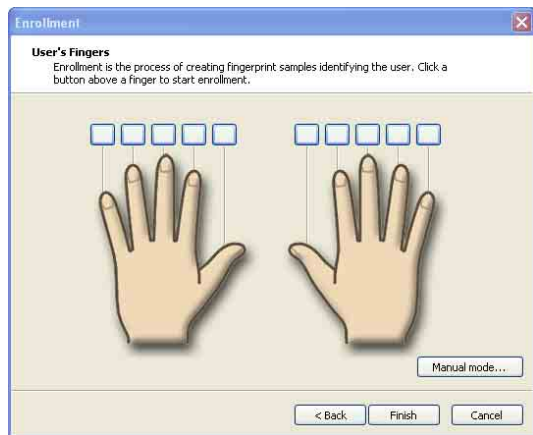 Enrollment
User's Fingers
Enrollment is the process of creating fingerprint samples identifying the user. Click a
button above a finger to start enrollment.
Manual mode...
< Back Finish Cancel